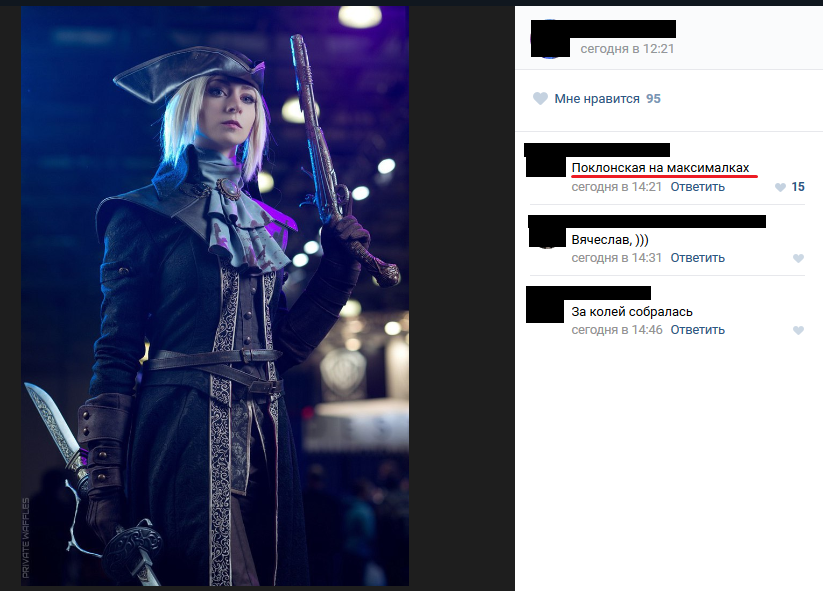 сегодня в 12:21
Мне нравится 95
Поклонская на максималках
сегодня в 14:21 Ответить 15
Вячеслав, )))
сегодня в 14:31 Ответить
За колей собралась
сегодня в 14:46 Ответить
PRIVATE WAFFLES